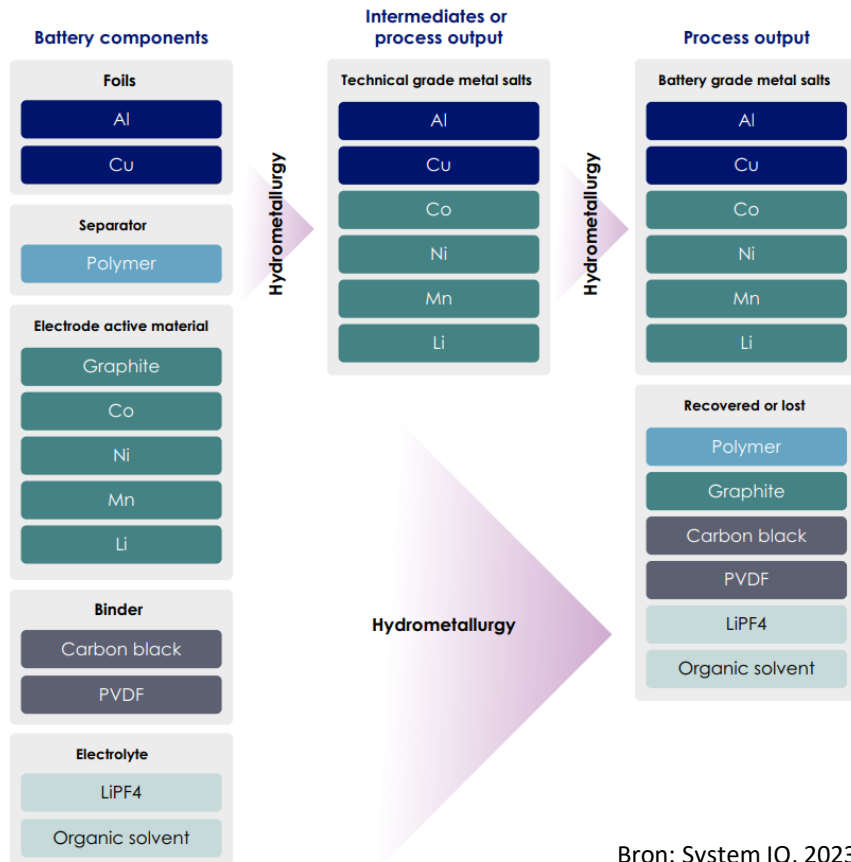 Battery components
Foils
Al
Cu
Separator
Polymer
Electrode active material
Graphite
Co
Ni
Mn
Li
Binder
Carbon black
PVDF
Electrolyte
LiPF4
Organic solvent
Hydrometallurgy
Intermediates or
process output
Technical grade metal salts
Al
Cu
Co
Ni
Mn
Li
Hydrometallurgy
Hydrometallurgy
Process output
Battery grade metal salts
Al
Cu
Co
Ni
Mn
Li
Recovered or lost
Polymer
Graphite
Carbon black
PVDF
LiPF4
Organic solvent
Bron: System IQ, 2023